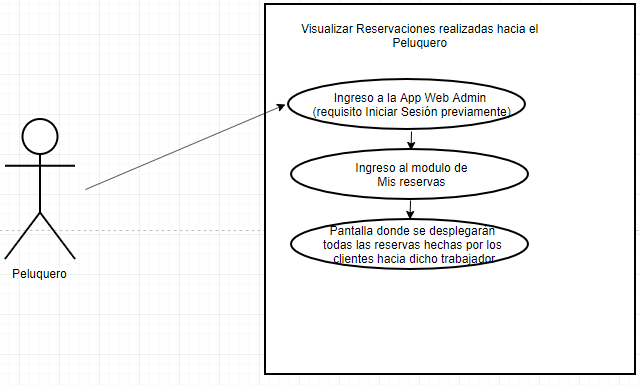 Visualizar Reservaciones realizadas hacia el
Peluquero
Ingreso a la App Web Admin
(requisito Iniciar Sesión previamente)
Ingreso al modulo de
Mis reservas
Pantalla donde se desplegaran
todas las reservas hechas por los
clientes hacia dicho trabajador
Peluquero